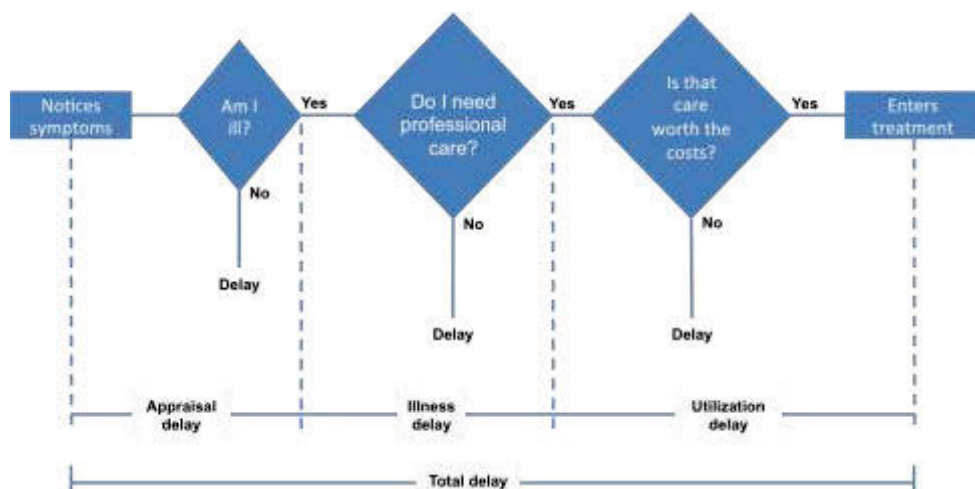 Notices
symptoms
Am I
ill?
Yes
No
Delay
Do I need
professional
care?
Yes
No
Delay
Is that
care
worth the
costs?
Yes
No
Delay
Enters
treatment
Appraisal
delay
Illness
delay
Utilization
delay
Total delay